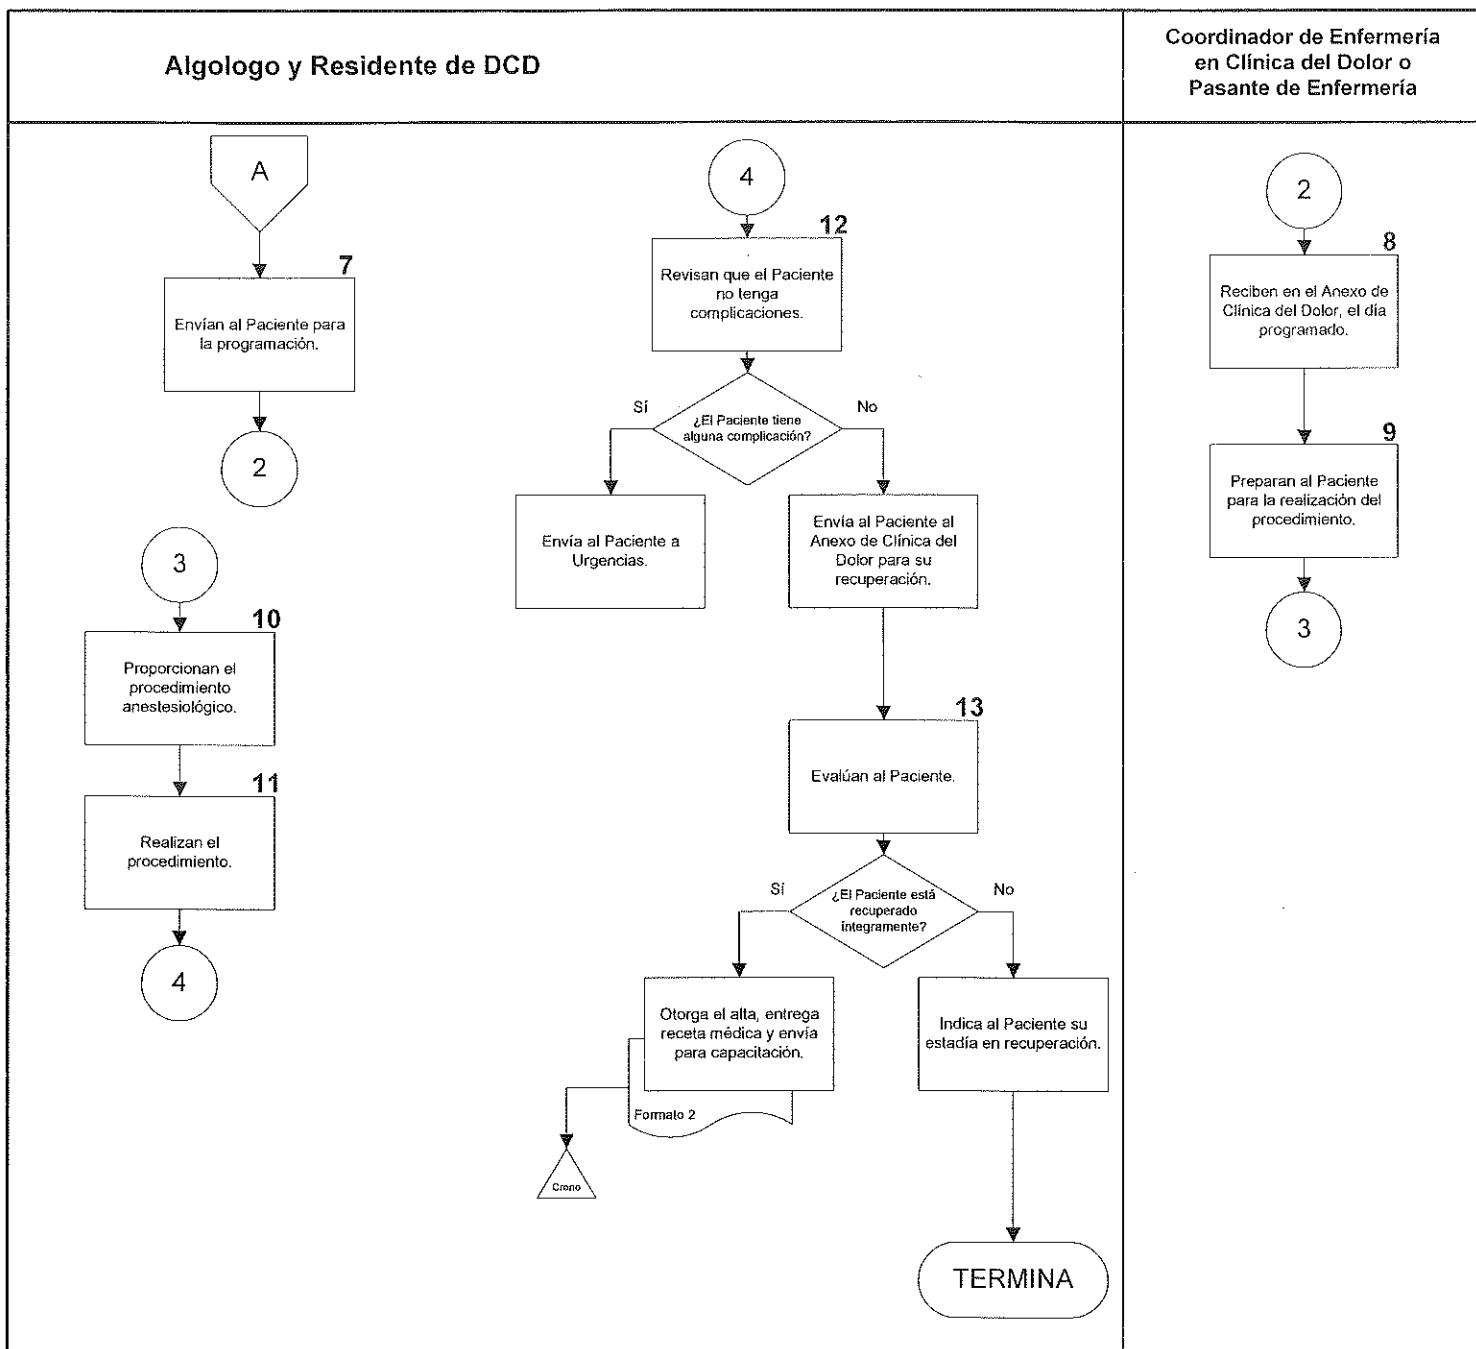 Algologo y Residente de DCD
Coordinador de Enfermería
en Clínica del Dolor o
Pasante de Enfermería
A
7
Envían al Paciente para
la programación.
2
3
10
Proporcionan el
procedimiento
anestesiológico.
11
Realizan el
procedimiento.
4
4
12
Revisan que el Paciente
no tenga
complicaciones.
Sí
¿El Paciente tiene
alguna complicación?
No
Envía al Paciente a
Urgencias.
Envía al Paciente al
Anexo de Clínica del
Dolor para su
recuperación.
13
Evalúan al Paciente.
Sí
¿El Paciente está
recuperado
íntegramente?
No
Otorga el alta, entrega
receta médica y envía
para capacitación.
Formato 2
Crono
Indica al Paciente su
estadía en recuperación.
TERMINA
2
8
Reciben en el Anexo de
Clínica del Dolor, el día
programado.
9
Preparan al Paciente
para la realización del
procedimiento.
3